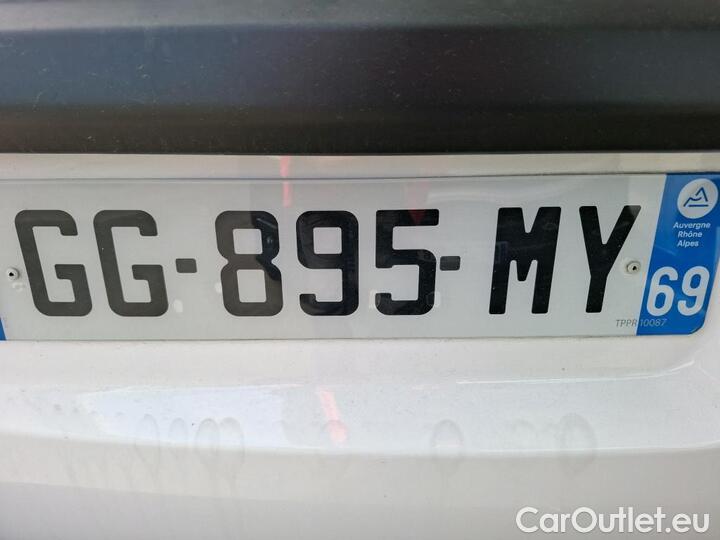 GG-895-MY
Auvergne
Rhône
Alpes
69
TPPR 10087
CarOutlet.eu